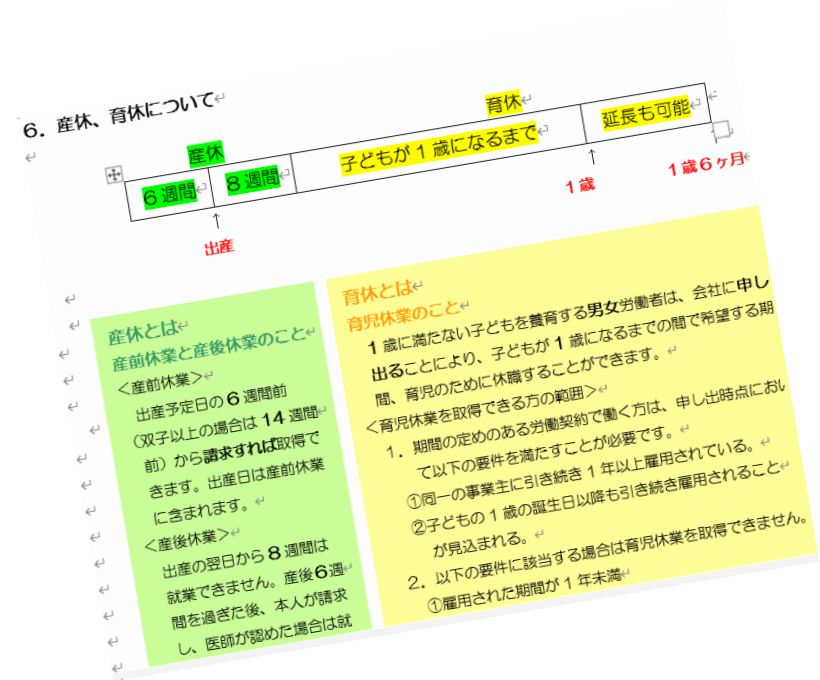 6．産休、育休について
産休
育休
6週間
8週間
子どもが１歳になるまで
延長も可能
↑
出産
↑
１歳
１歳６ヶ月
産休とは
産前休業と産後休業のこと
＜産前休業＞
出産予定日の6週間前
（双子以上の場合は14週間
前）から請求すれば取得で
きます。出産日は産前休業
に含まれます。
＜産後休業＞
出産の翌日から8週間は
就業できません。産後6週
間を過ぎた後、本人が請求
し、医師が認めた場合は就
育休とは
育児休業のこと
1歳に満たない子どもを養育する男女労働者は、会社に申し
出ることにより、子どもが1歳になるまでの間で希望する期
間、育児のために休職することができます。
＜育児休業を取得できる方の範囲＞
1．期間の定めのある労働契約で働く方は、申し出時点におい
て以下の要件を満たすことが必要です。
①同一の事業主に引き続き1年以上雇用されている。
②子どもの1歳の誕生日以降も引き続き雇用されること
が見込まれる。
2．以下の要件に該当する場合は育児休業を取得できません。
①雇用された期間が1年未満